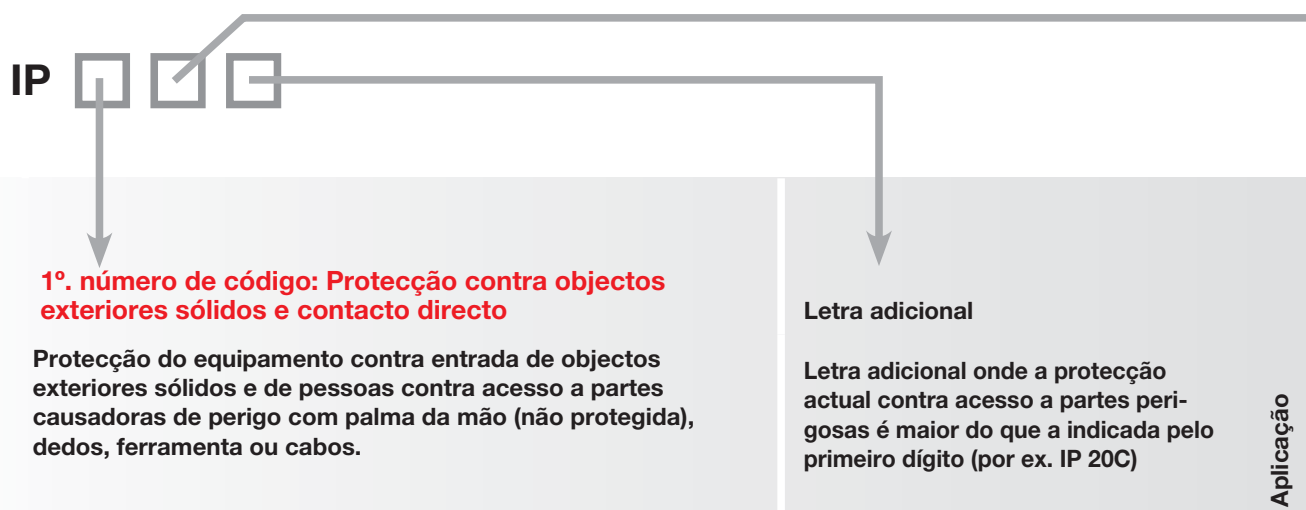 IP
1º. número de código: Protecção contra objectos
exteriores sólidos e contacto directo
Protecção do equipamento contra entrada de objectos
exteriores sólidos e de pessoas contra acesso a partes
causadoras de perigo com palma da mão (não protegida),
dedos, ferramenta ou cabos.
Letra adicional
Letra adicional onde a protecção
actual contra acesso a partes peri-
gosas é maior do que a indicada pelo
primeiro dígito (por ex. IP 20C)
Aplicação